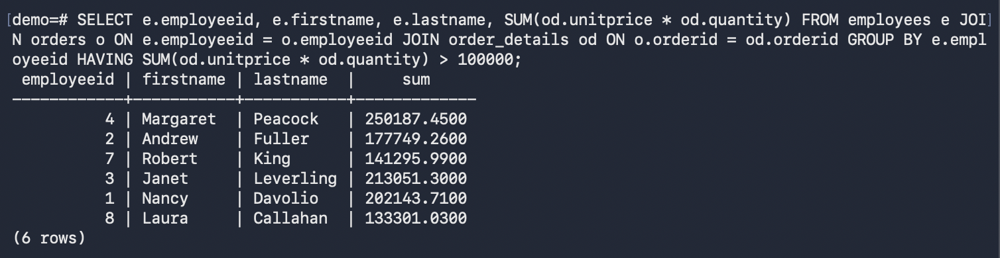 [demo=# SELECT e.employeeid, e.firstname, e.lastname, SUM(od.unitprice * od.quantity) FROM employees e JOI]
N orders o ON e.employeeid = o.employeeid JOIN order_details od ON o.orderid = od.orderid GROUP BY e.empl
oyeeid HAVING SUM(od.unitprice * od.quantity) > 100000;
 employeeid | firstname | lastname  |     sum
------------+-----------+-----------+-------------
          4 | Margaret  | Peacock   | 250187.4500
          2 | Andrew    | Fuller    | 177749.2600
          7 | Robert    | King      | 141295.9900
          3 | Janet     | Leverling | 213051.3000
          1 | Nancy     | Davolio   | 202143.7100
          8 | Laura     | Callahan  | 133301.0300
(6 rows)